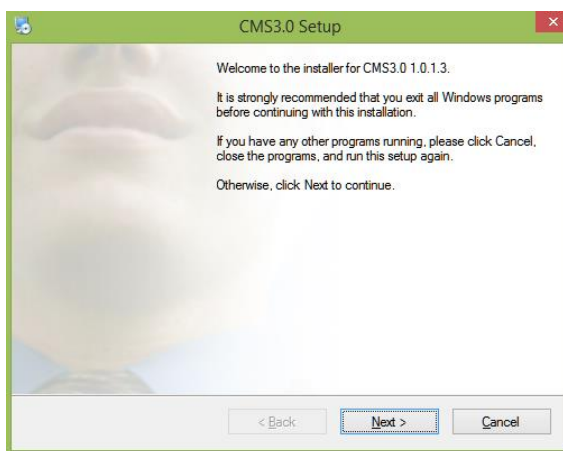 CMS3.0 Setup
Welcome to the installer for CMS3.0 1.0.1.3.
It is strongly recommended that you exit all Windows programs
before continuing with this installation.
If you have any other programs running, please click Cancel,
close the programs, and run this setup again.
Otherwise, click Next to continue.
< Back
Next >
Cancel